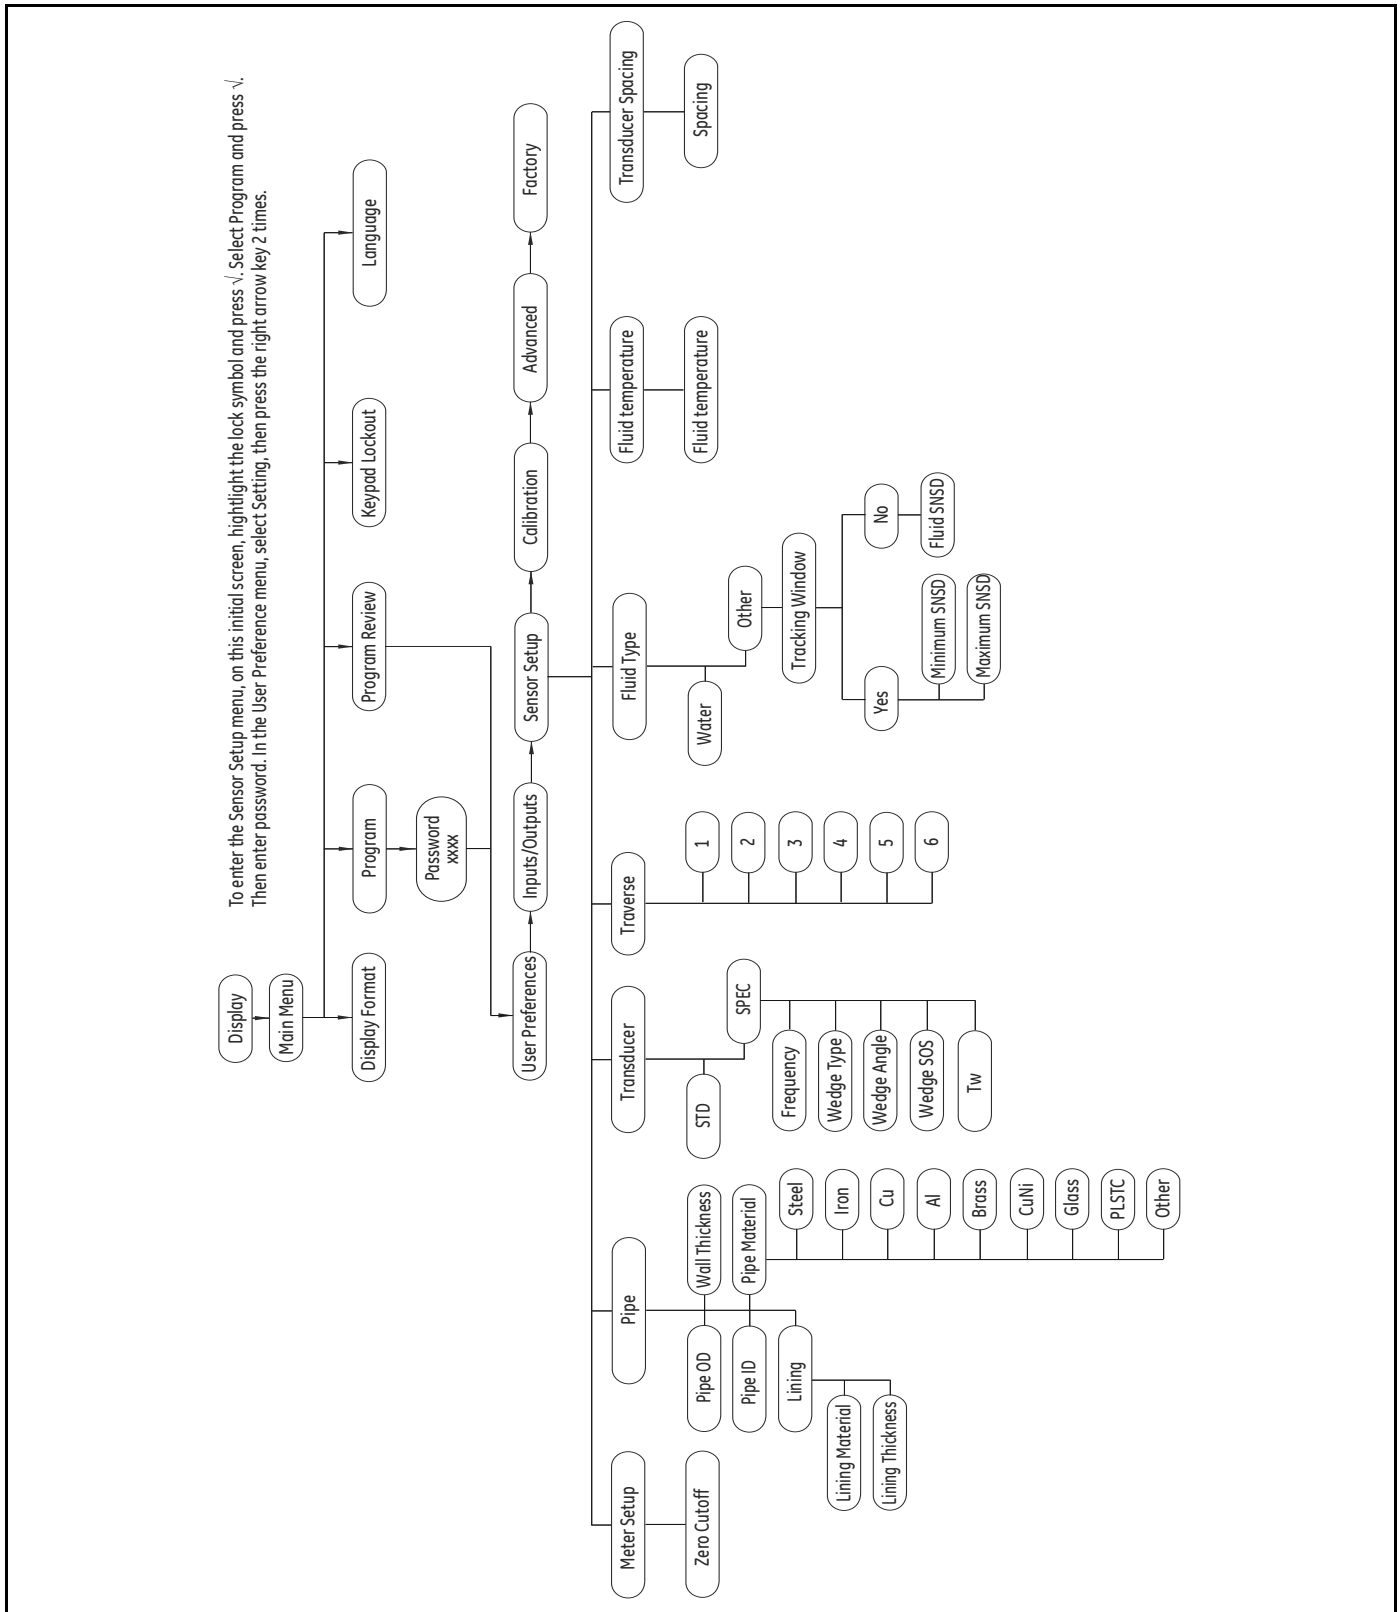 To enter the Sensor Setup menu, on this initial screen, hightlight the lock symbol and press √. Select Program and press √.
Then enter password. In the User Preference menu, select Setting, then press the right arrow key 2 times.
Display
Main Menu
Display Format
Program
Program Review
Keypad Lockout
Language
Password
xxxx
User Preferences
Inputs/Outputs
Sensor Setup
Calibration
Advanced
Factory
Meter Setup
Pipe
Transducer
Traverse
Fluid Type
Fluid temperature
Transducer Spacing
Zero Cutoff
Pipe OD
Wall Thickness
Pipe ID
Pipe Material
Lining
Lining Material
Lining Thickness
Steel
Iron
Cu
Al
Brass
CuNi
Glass
PLSTC
Other
STD
SPEC
Frequency
Wedge Type
Wedge Angle
Wedge SOS
Tw
1
2
3
4
5
6
Water
Other
Tracking Window
Yes
No
Minimum SNSD
Maximum SNSD
Fluid SNSD
Fluid temperature
Spacing